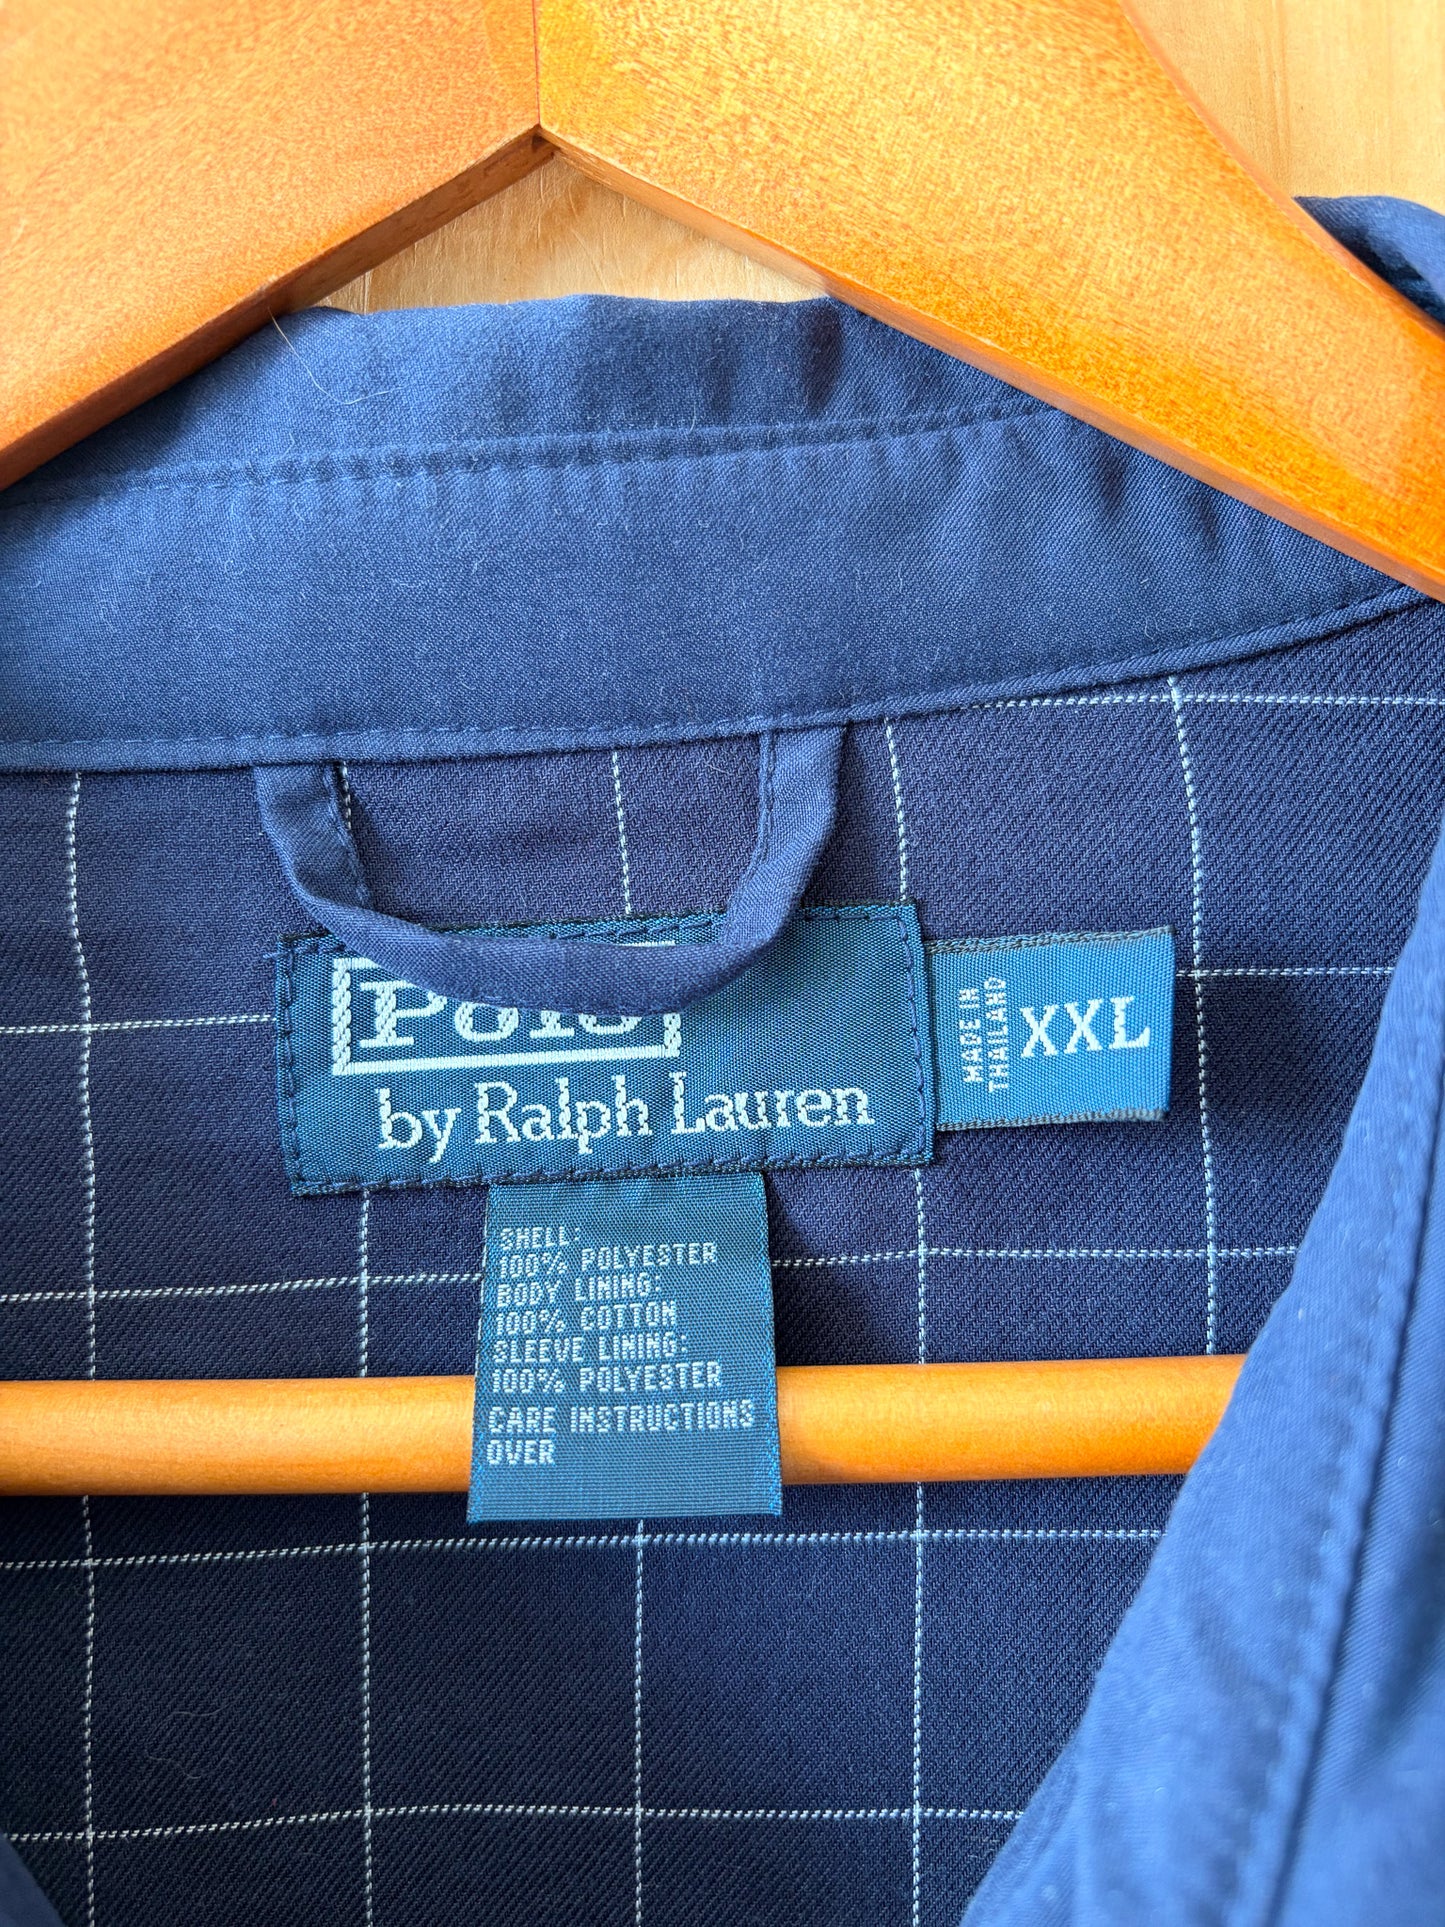 Polo
by Ralph Lauren
MADE IN
THAILAND
XXL
SHELL:
100% POLYESTER
BODY LINING:
100% COTTON
SLEEVE LINING:
100% POLYESTER
CARE INSTRUCTIONS
OVER